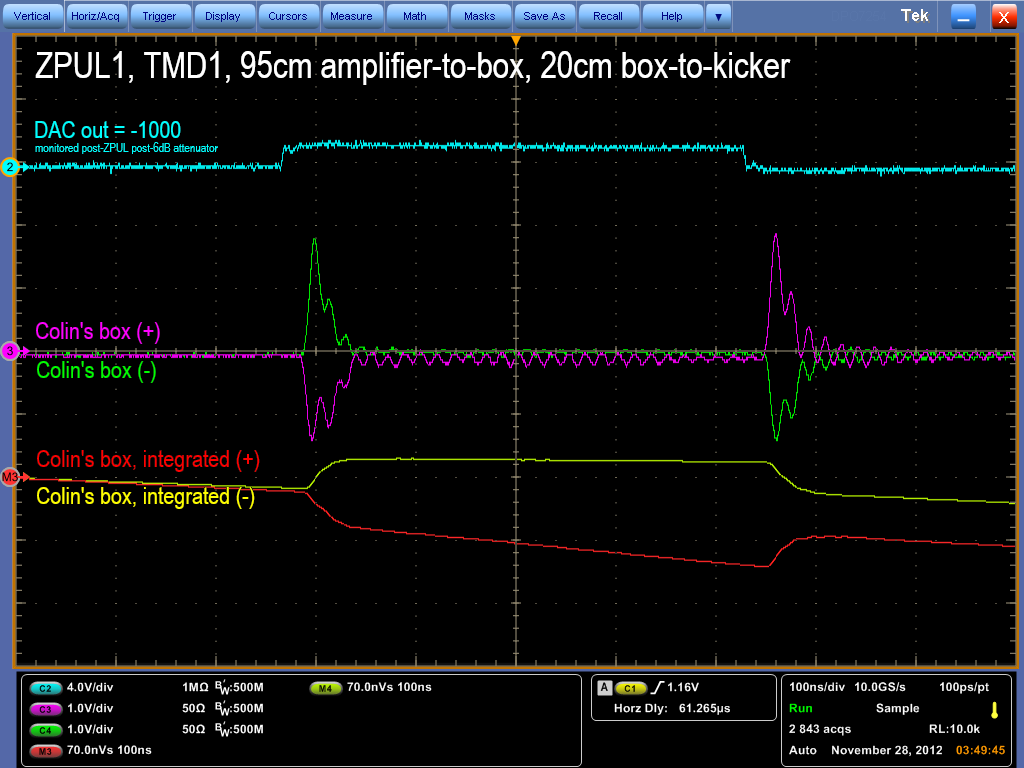 Vertical Horiz/Acq Trigger Display Cursors Measure Math Masks Save As Recall Help ▼ Tek X
ZPUL1, TMD1, 95cm amplifier-to-box, 20cm box-to-kicker
DAC out = -1000
monitored post-ZPUL post-6dB attenuator
2
Colin's box (+)
3
Colin's box (-)
Colin's box, integrated (+)
M3
Colin's box, integrated (-)
C2 4.0V/div 1MΩ BW:500M
C3 1.0V/div 50Ω BW:500M
C4 1.0V/div 50Ω BW:500M
M3 70.0nVs 100ns
M4 70.0nVs 100ns
A C1 1.16V
Horz Dly: 61.265µs
100ns/div 10.0GS/s 100ps/pt
Run Sample
2 843 acqs RL:10.0k
Auto November 28, 2012 03:49:45